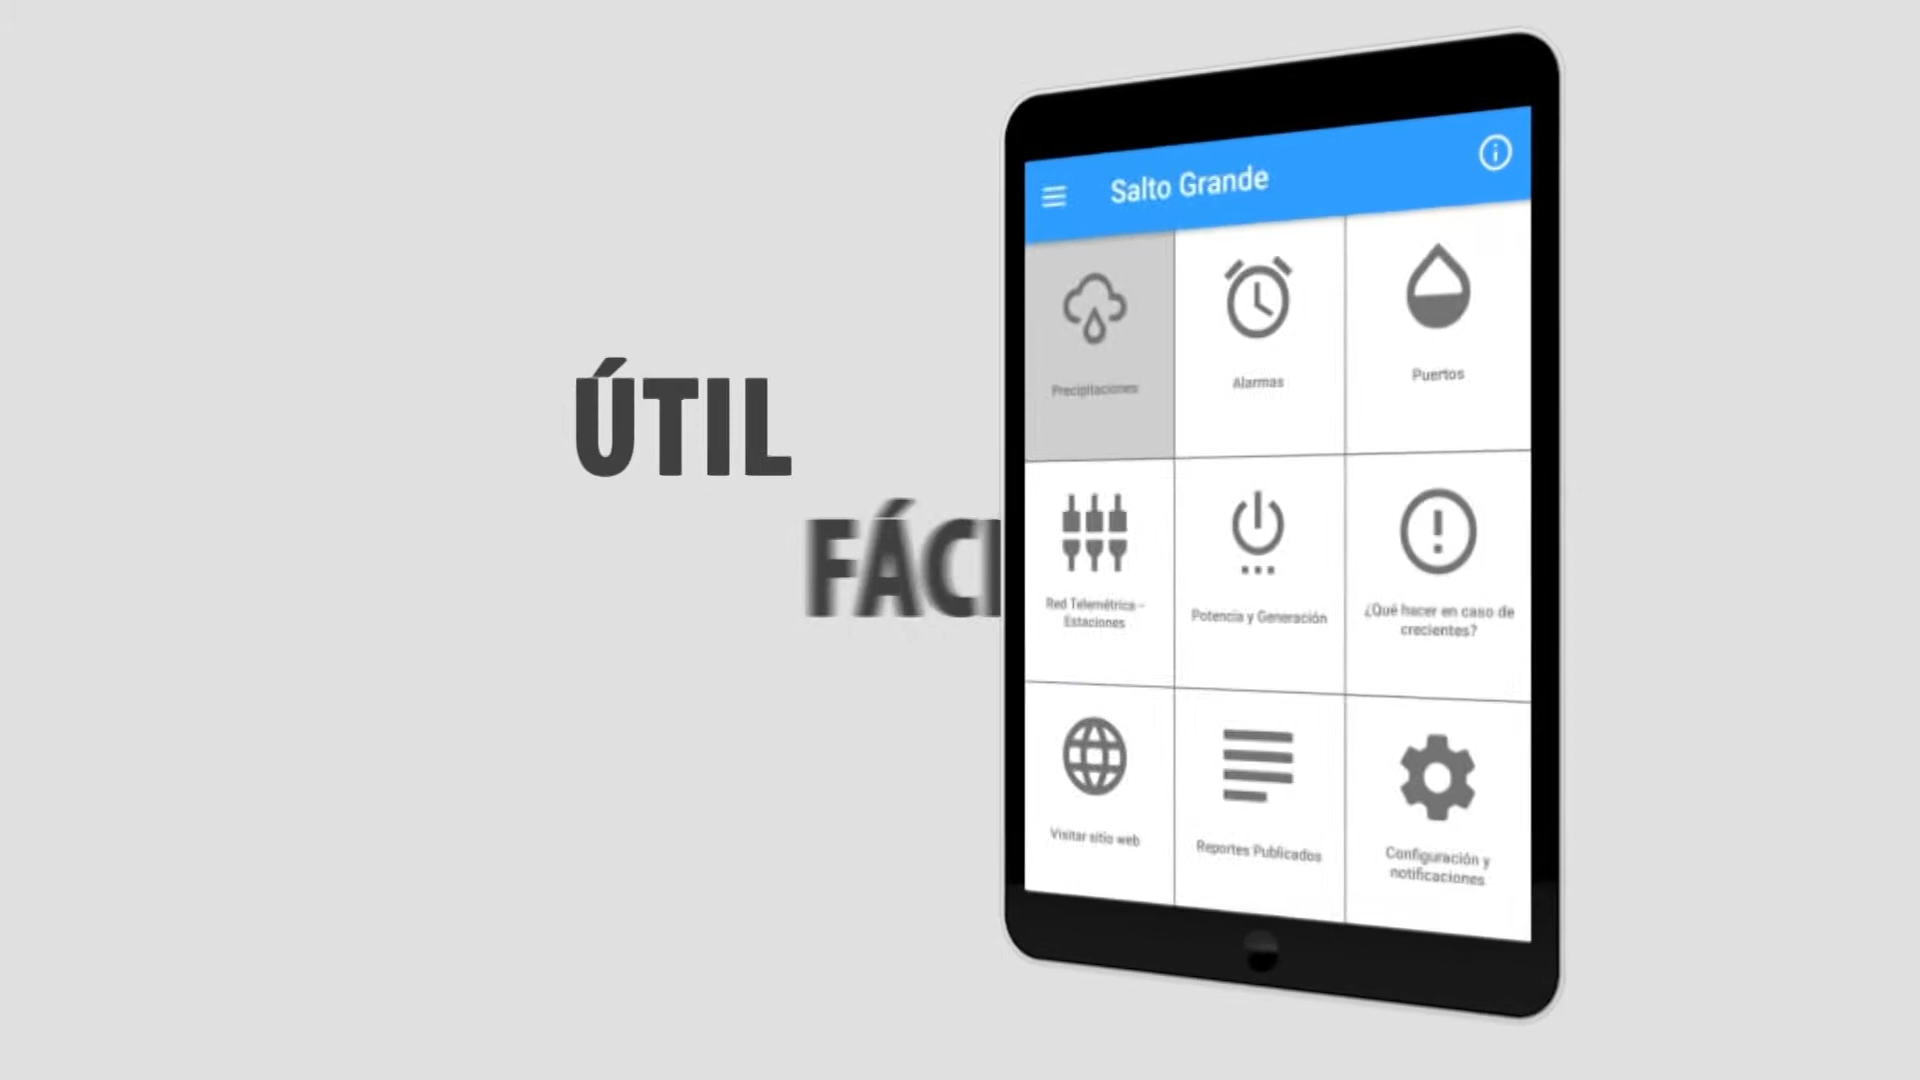 ÚTIL
FÁCI
Salto Grande
Precipitaciones
Alarmas
Puertos
Red Telemétrica -
Estaciones
Potencia y Generación
¿Qué hacer en caso de
crecientes?
Visitar sitio web
Reportes Publicados
Configuración y
notificaciones